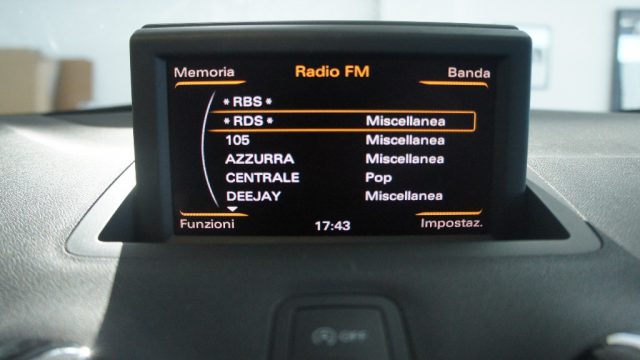 Memoria Radio FM Banda
* RBS *
* RDS * Miscellanea
105 Miscellanea
AZZURRA Miscellanea
CENTRALE Pop
DEEJAY Miscellanea
Funzioni 17:43 Impostaz.
OFF